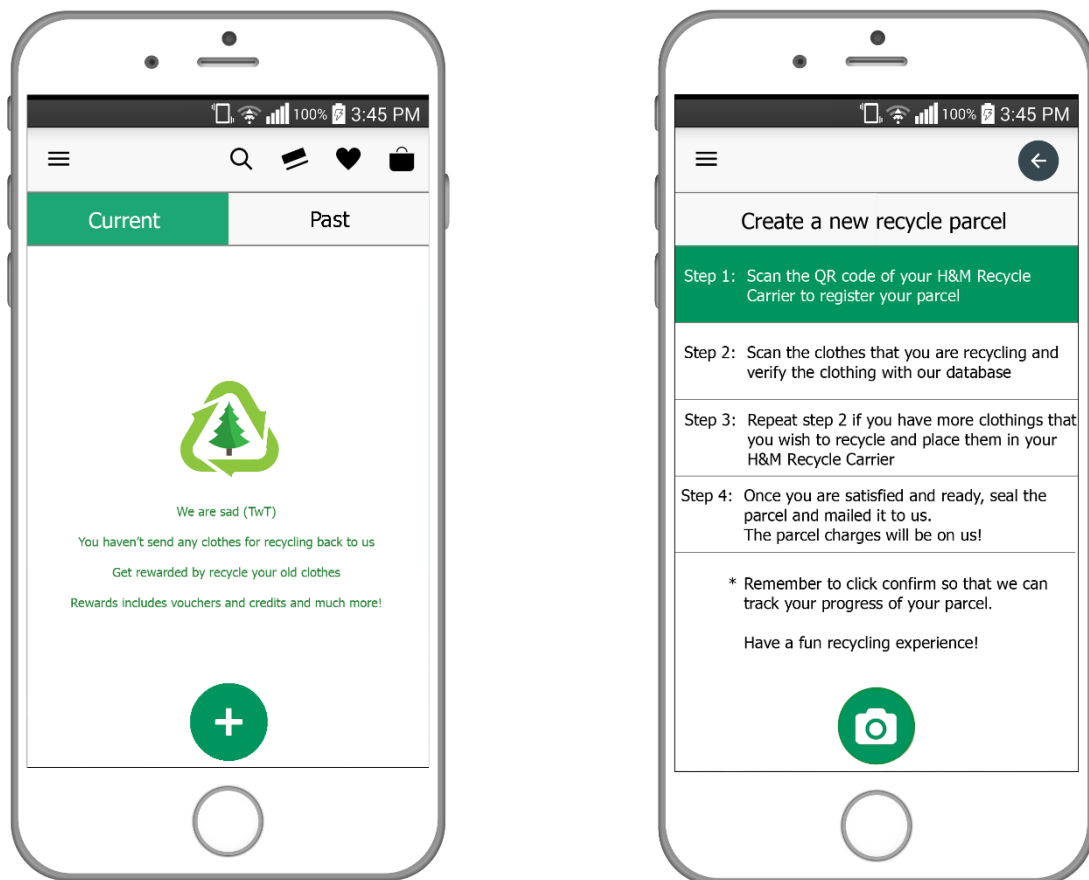 100% 3:45 PM
Current Past
We are sad (TwT)
You haven't send any clothes for recycling back to us
Get rewarded by recycle your old clothes
Rewards includes vouchers and credits and much more!
100% 3:45 PM
Create a new recycle parcel
Step 1: Scan the QR code of your H&M Recycle
Carrier to register your parcel
Step 2: Scan the clothes that you are recycling and
verify the clothing with our database
Step 3: Repeat step 2 if you have more clothings that
you wish to recycle and place them in your
H&M Recycle Carrier
Step 4: Once you are satisfied and ready, seal the
parcel and mailed it to us.
The parcel charges will be on us!
* Remember to click confirm so that we can
track your progress of your parcel.
Have a fun recycling experience!